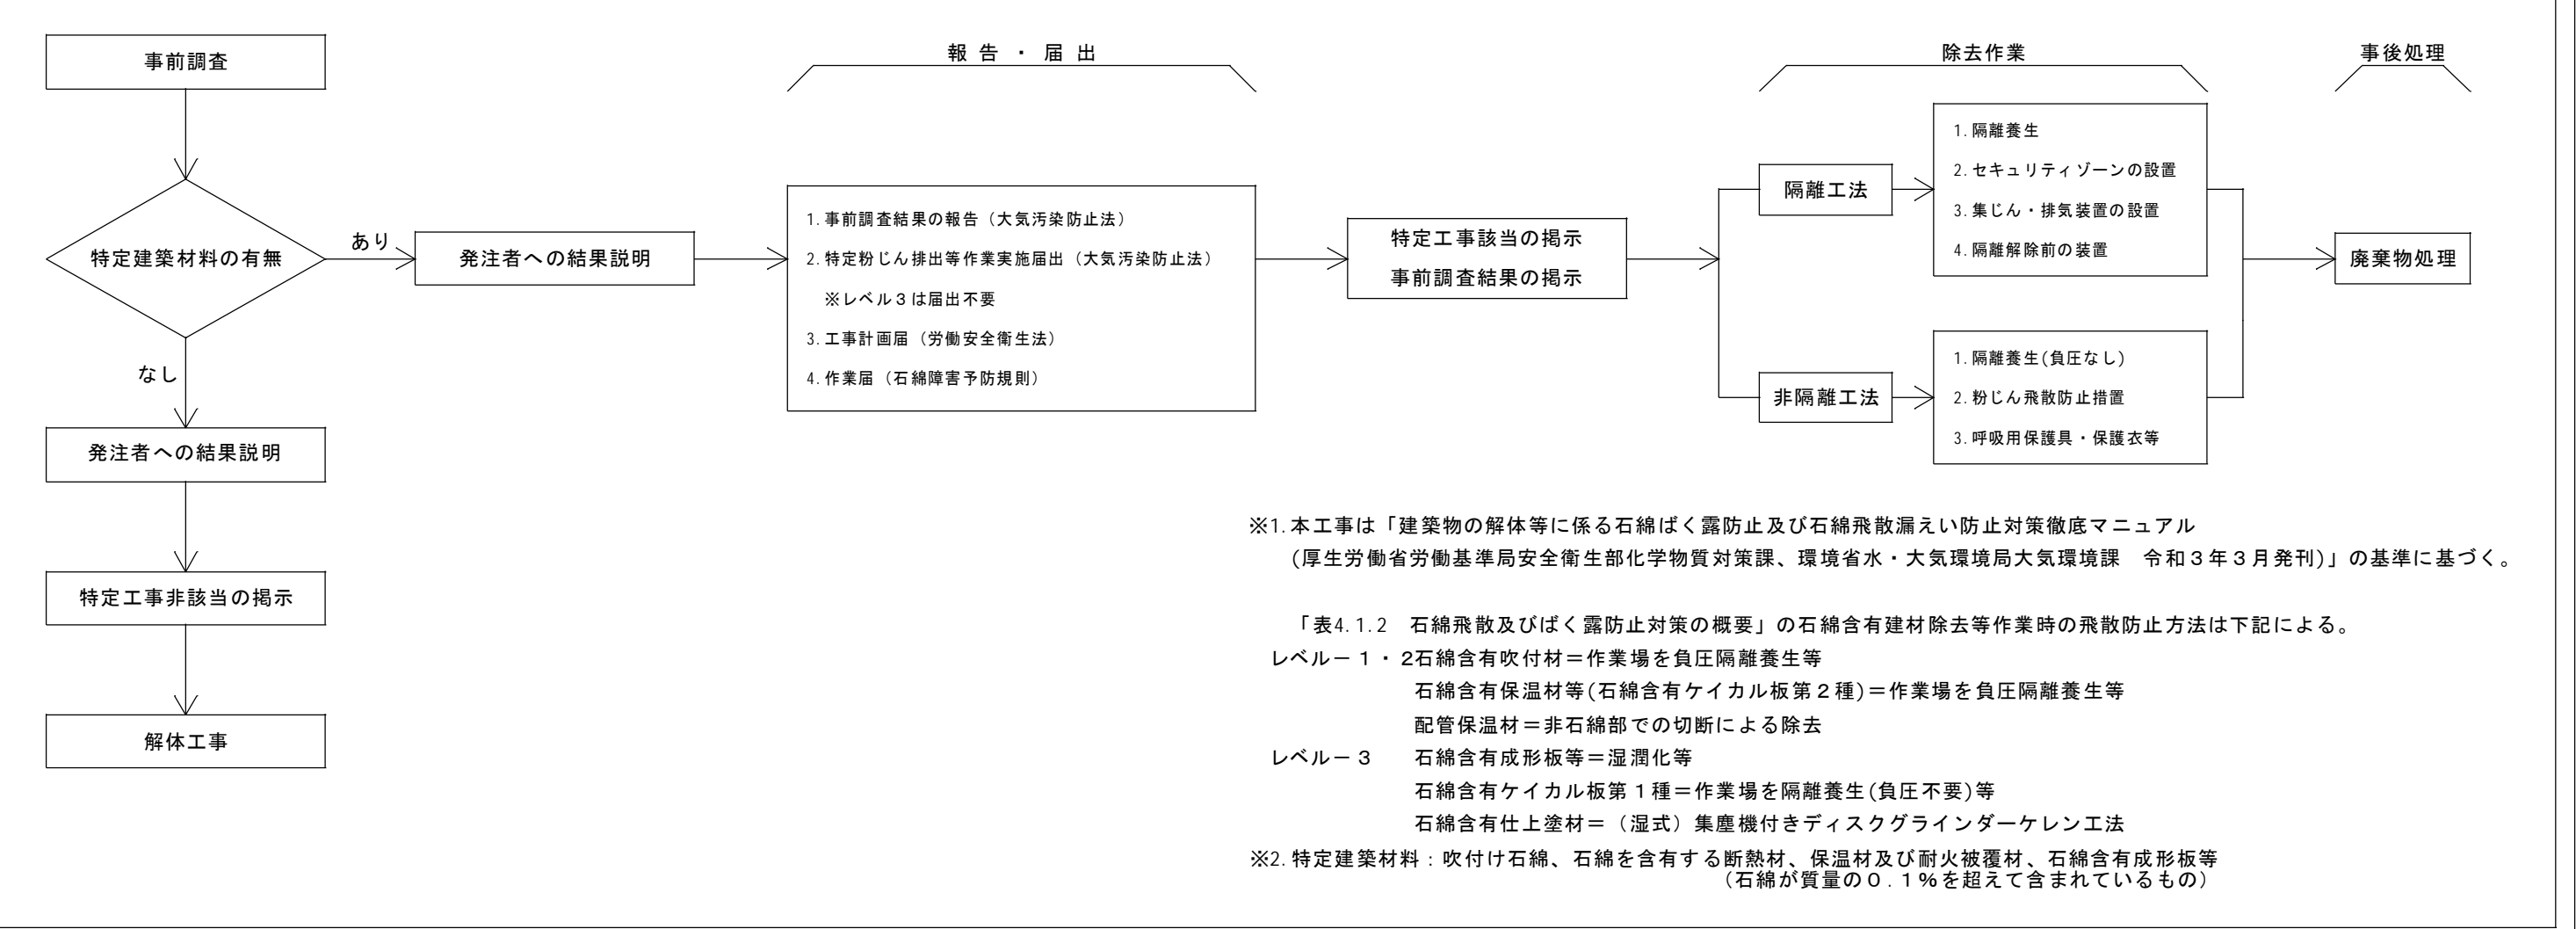 事前調査
特定建築材料の有無
あり
なし
発注者への結果説明
特定工事非該当の掲示
解体工事
発注者への結果説明
報告・届出
1.事前調査結果の報告（大気汚染防止法）
2.特定粉じん排出等作業実施届出（大気汚染防止法）
※レベル３は届出不要
3.工事計画届（労働安全衛生法）
4.作業届（石綿障害予防規則）
特定工事該当の掲示
事前調査結果の掲示
除去作業
隔離工法
1.隔離養生
2.セキュリティゾーンの設置
3.集じん・排気装置の設置
4.隔離解除前の装置
非隔離工法
1.隔離養生(負圧なし)
2.粉じん飛散防止措置
3.呼吸用保護具・保護衣等
事後処理
廃棄物処理
※1.本工事は「建築物の解体等に係る石綿ばく露防止及び石綿飛散漏えい防止対策徹底マニュアル
(厚生労働省労働基準局安全衛生部化学物質対策課、環境省水・大気環境局大気環境課　令和３年３月発刊)」の基準に基づく。
「表4.1.2　石綿飛散及びばく露防止対策の概要」の石綿含有建材除去等作業時の飛散防止方法は下記による。
レベル－１・２石綿含有吹付材＝作業場を負圧隔離養生等
石綿含有保温材等(石綿含有ケイカル板第２種)＝作業場を負圧隔離養生等
配管保温材＝非石綿部での切断による除去
レベル－３　　石綿含有成形板等＝湿潤化等
石綿含有ケイカル板第１種＝作業場を隔離養生(負圧不要)等
石綿含有仕上塗材＝（湿式）集塵機付きディスクグラインダーケレン工法
※2.特定建築材料：吹付け石綿、石綿を含有する断熱材、保温材及び耐火被覆材、石綿含有成形板等
（石綿が質量の０.１％を超えて含まれているもの）